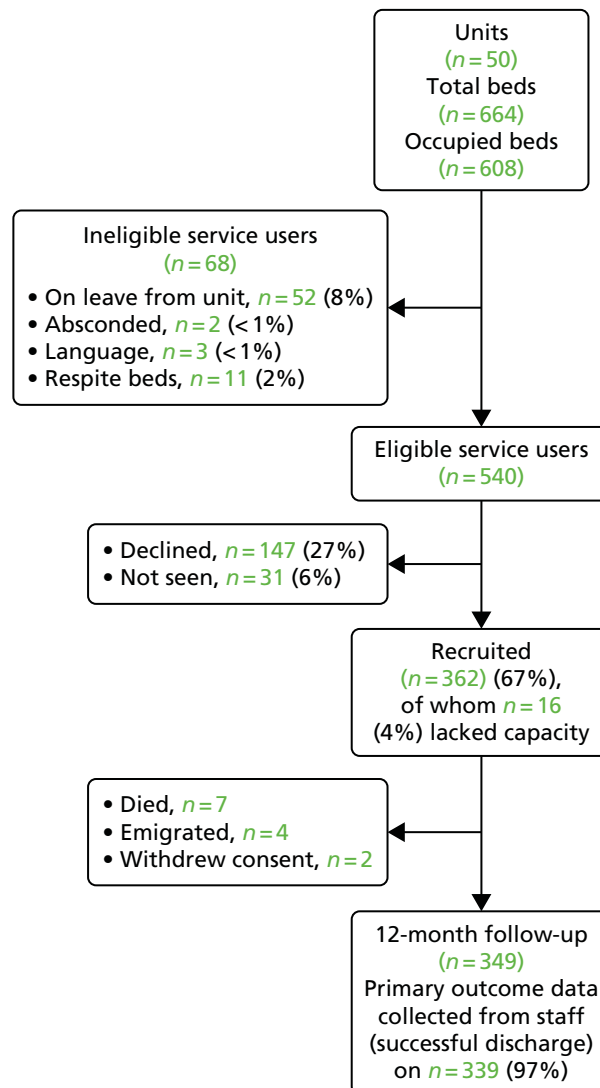 Units
(n=50)
Total beds
(n=664)
Occupied beds
(n=608)
Ineligible service users
(n=68)
• On leave from unit, n=52 (8%)
• Absconded, n=2 (<1%)
• Language, n=3 (<1%)
• Respite beds, n=11 (2%)
Eligible service users
(n=540)
• Declined, n=147 (27%)
• Not seen, n=31 (6%)
Recruited
(n=362) (67%),
of whom n=16
(4%) lacked capacity
• Died, n=7
• Emigrated, n=4
• Withdrew consent, n=2
12-month follow-up
(n=349)
Primary outcome data
collected from staff
(successful discharge)
on n=339 (97%)